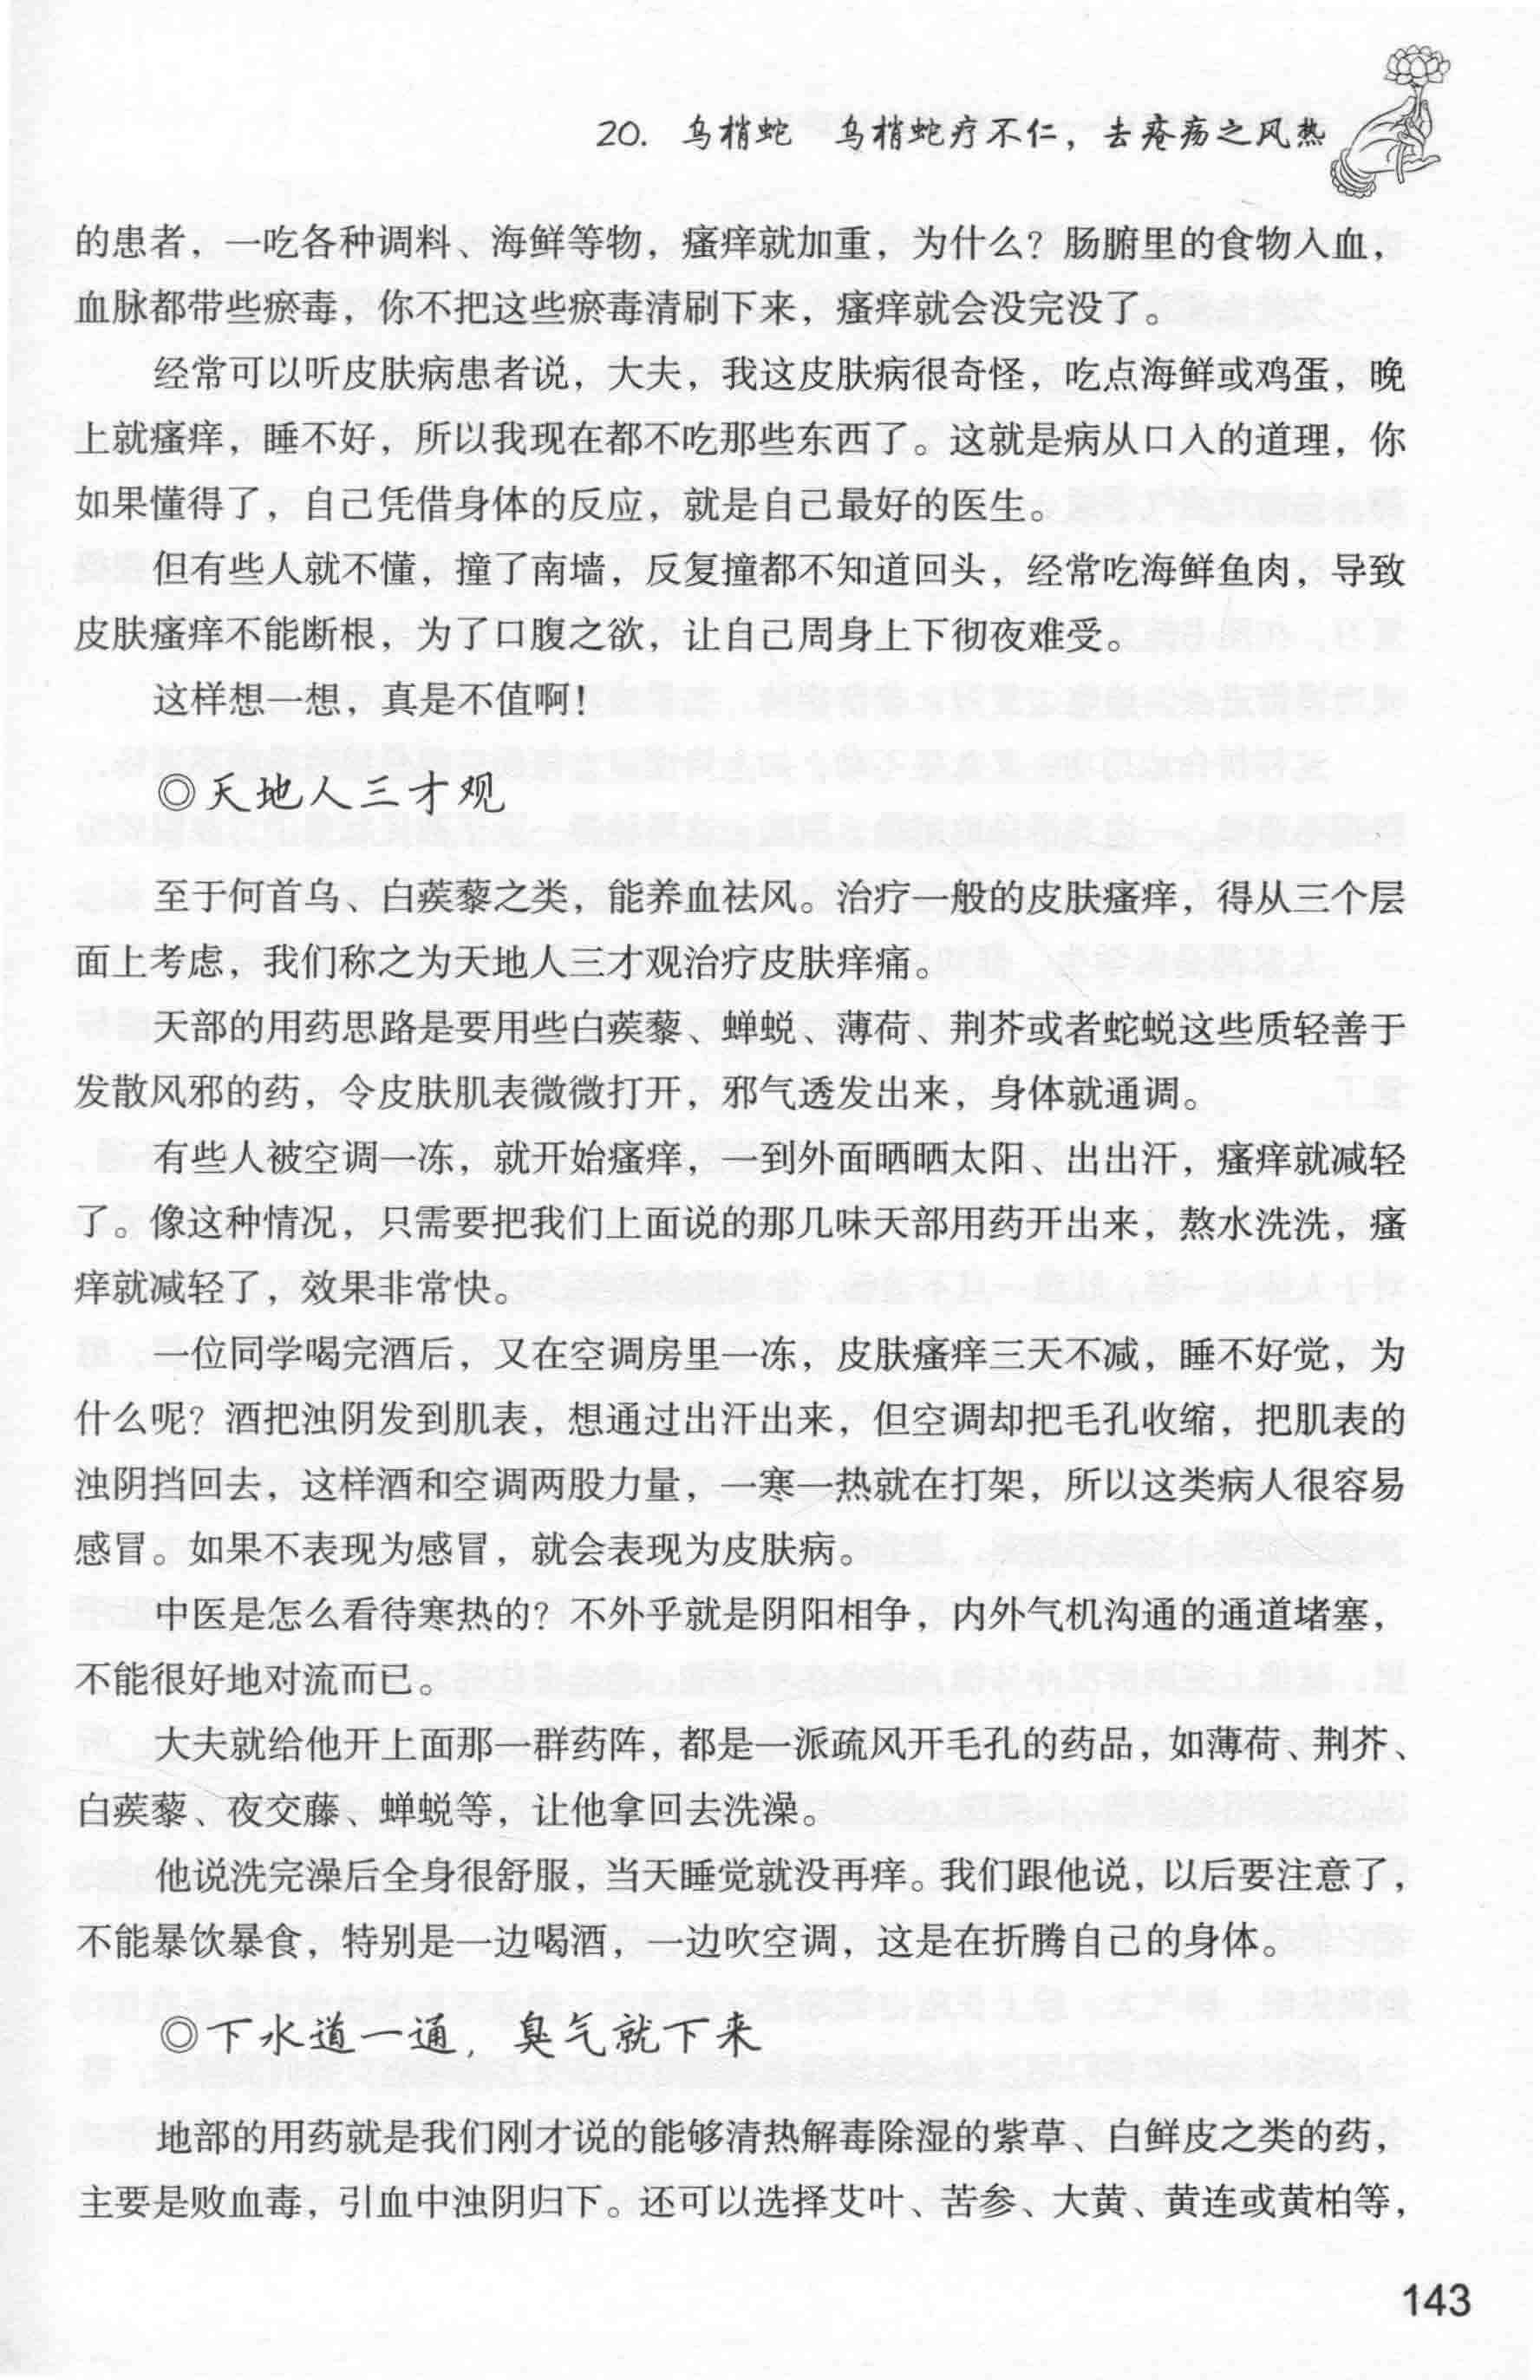 20. 乌梢蛇　乌梢蛇疗不仁，去疮疡之风热
的患者，一吃各种调料、海鲜等物，瘙痒就加重，为什么？肠腑里的食物入血，
血脉都带些瘀毒，你不把这些瘀毒清刷下来，瘙痒就会没完没了。
经常可以听皮肤病患者说，大夫，我这皮肤病很奇怪，吃点海鲜或鸡蛋，晚
上就瘙痒，睡不好，所以我现在都不吃那些东西了。这就是病从口入的道理，你
如果懂得了，自己凭借身体的反应，就是自己最好的医生。
但有些人就不懂，撞了南墙，反复撞都不知道回头，经常吃海鲜鱼肉，导致
皮肤瘙痒不能断根，为了口腹之欲，让自己周身上下彻夜难受。
这样想一想，真是不值啊！
◎天地人三才观
至于何首乌、白蒺藜之类，能养血祛风。治疗一般的皮肤瘙痒，得从三个层
面上考虑，我们称之为天地人三才观治疗皮肤痒痛。
天部的用药思路是要用些白蒺藜、蝉蜕、薄荷、荆芥或者蛇蜕这些质轻善于
发散风邪的药，令皮肤肌表微微打开，邪气透发出来，身体就通调。
有些人被空调一冻，就开始瘙痒，一到外面晒晒太阳、出出汗，瘙痒就减轻
了。像这种情况，只需要把我们上面说的那几味天部用药开出来，熬水洗洗，瘙
痒就减轻了，效果非常快。
一位同学喝完酒后，又在空调房里一冻，皮肤瘙痒三天不减，睡不好觉，为
什么呢？酒把浊阴发到肌表，想通过出汗出来，但空调却把毛孔收缩，把肌表的
浊阴挡回去，这样酒和空调两股力量，一寒一热就在打架，所以这类病人很容易
感冒。如果不表现为感冒，就会表现为皮肤病。
中医是怎么看待寒热的？不外乎就是阴阳相争，内外气机沟通的通道堵塞，
不能很好地对流而已。
大夫就给他开上面那一群药阵，都是一派疏风开毛孔的药品，如薄荷、荆芥、
白蒺藜、夜交藤、蝉蜕等，让他拿回去洗澡。
他说洗完澡后全身很舒服，当天睡觉就没再痒。我们跟他说，以后要注意了，
不能暴饮暴食，特别是一边喝酒，一边吹空调，这是在折腾自己的身体。
◎下水道一通，臭气就下来
地部的用药就是我们刚才说的能够清热解毒除湿的紫草、白鲜皮之类的药，
主要是败血毒，引血中浊阴归下。还可以选择艾叶、苦参、大黄、黄连或黄柏等，
143